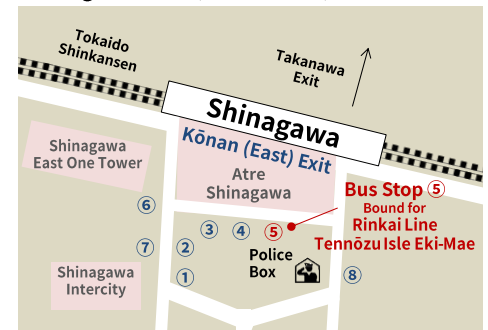 Tokaido
Shinkansen
Takanawa
Exit
Shinagawa
Kōnan (East) Exit
Shinagawa
East One Tower
Atre
Shinagawa
Bus Stop ⑤
Bound for
Rinkai Line
Tennōzu Isle Eki-Mae
⑥
③
④
⑤
⑦
②
Police
Box
①
⑧
Shinagawa
Intercity